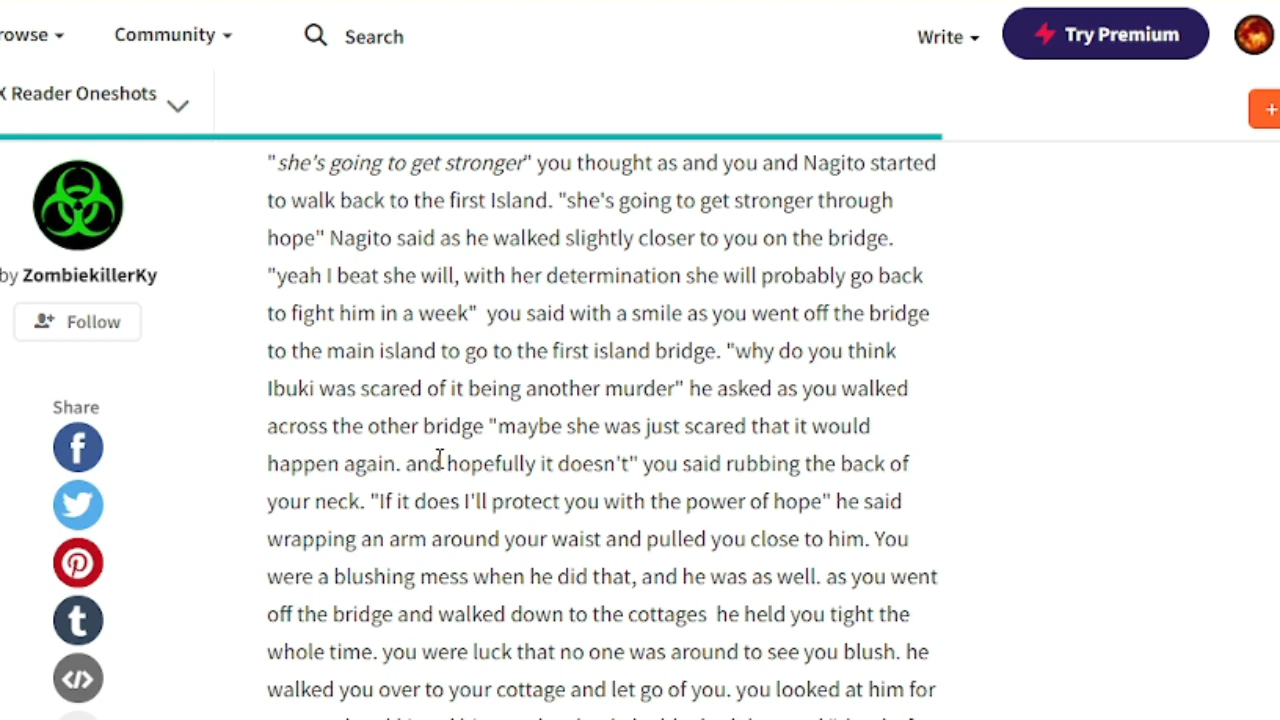 rowse
Community
Search
Write
Try Premium
X Reader Oneshots
+
by ZombiekillerKy
Follow
Share
"she's going to get stronger" you thought as and you and Nagito started
to walk back to the first Island. "she's going to get stronger through
hope" Nagito said as he walked slightly closer to you on the bridge.
"yeah I beat she will, with her determination she will probably go back
to fight him in a week"  you said with a smile as you went off the bridge
to the main island to go to the first island bridge. "why do you think
Ibuki was scared of it being another murder" he asked as you walked
across the other bridge "maybe she was just scared that it would
happen again. and hopefully it doesn't" you said rubbing the back of
your neck. "If it does I'll protect you with the power of hope" he said
wrapping an arm around your waist and pulled you close to him. You
were a blushing mess when he did that, and he was as well. as you went
off the bridge and walked down to the cottages  he held you tight the
whole time. you were luck that no one was around to see you blush. he
walked you over to your cottage and let go of you. you looked at him for